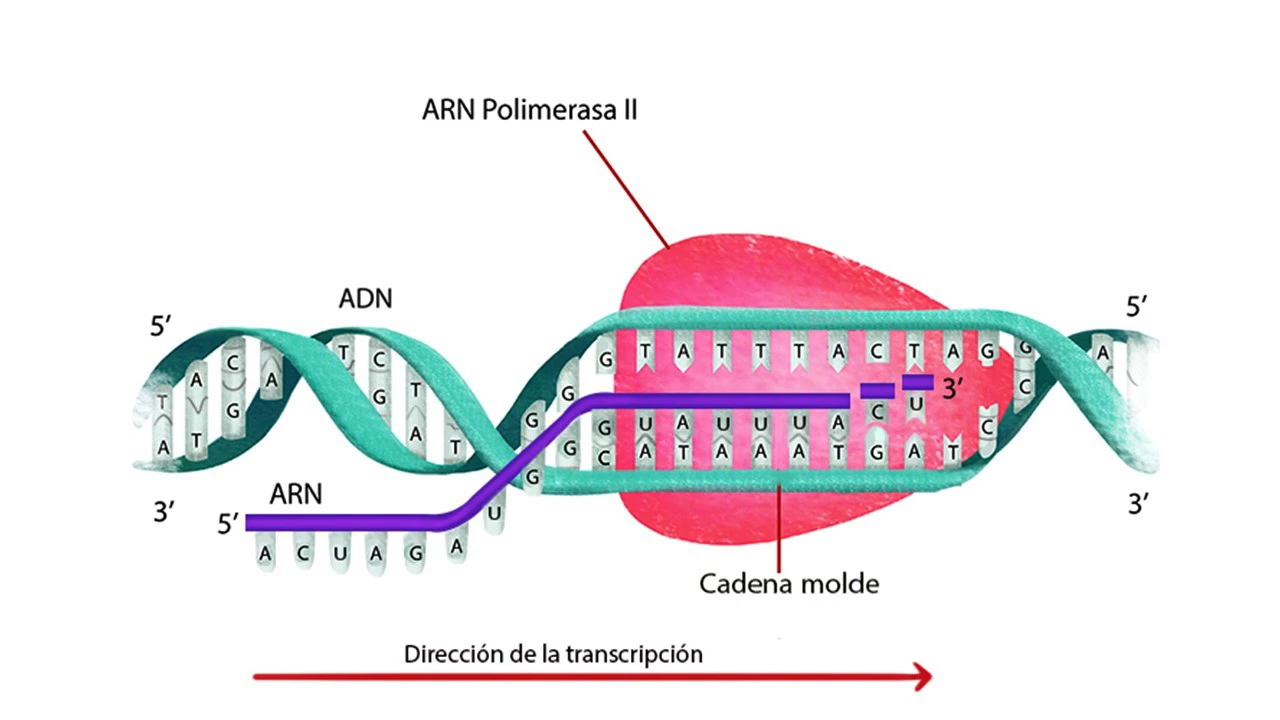 ARN Polimerasa II
ADN
5’
5’
T A C A T C T G G G T A T T T A C T A G G A
3’
A T G G A T G G C U A U U U A C U C
G C A T A A A T G A T C
3’
ARN
3’
5’
A C U A G A U
Cadena molde
Dirección de la transcripción